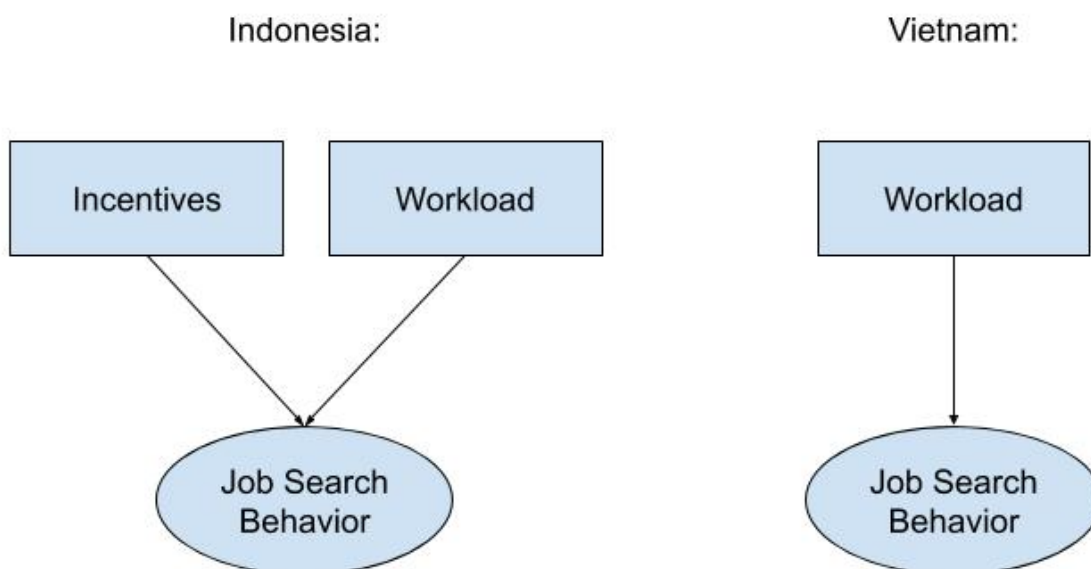 Indonesia:
Vietnam:
Incentives
Workload
Workload
Job Search
Behavior
Job Search
Behavior